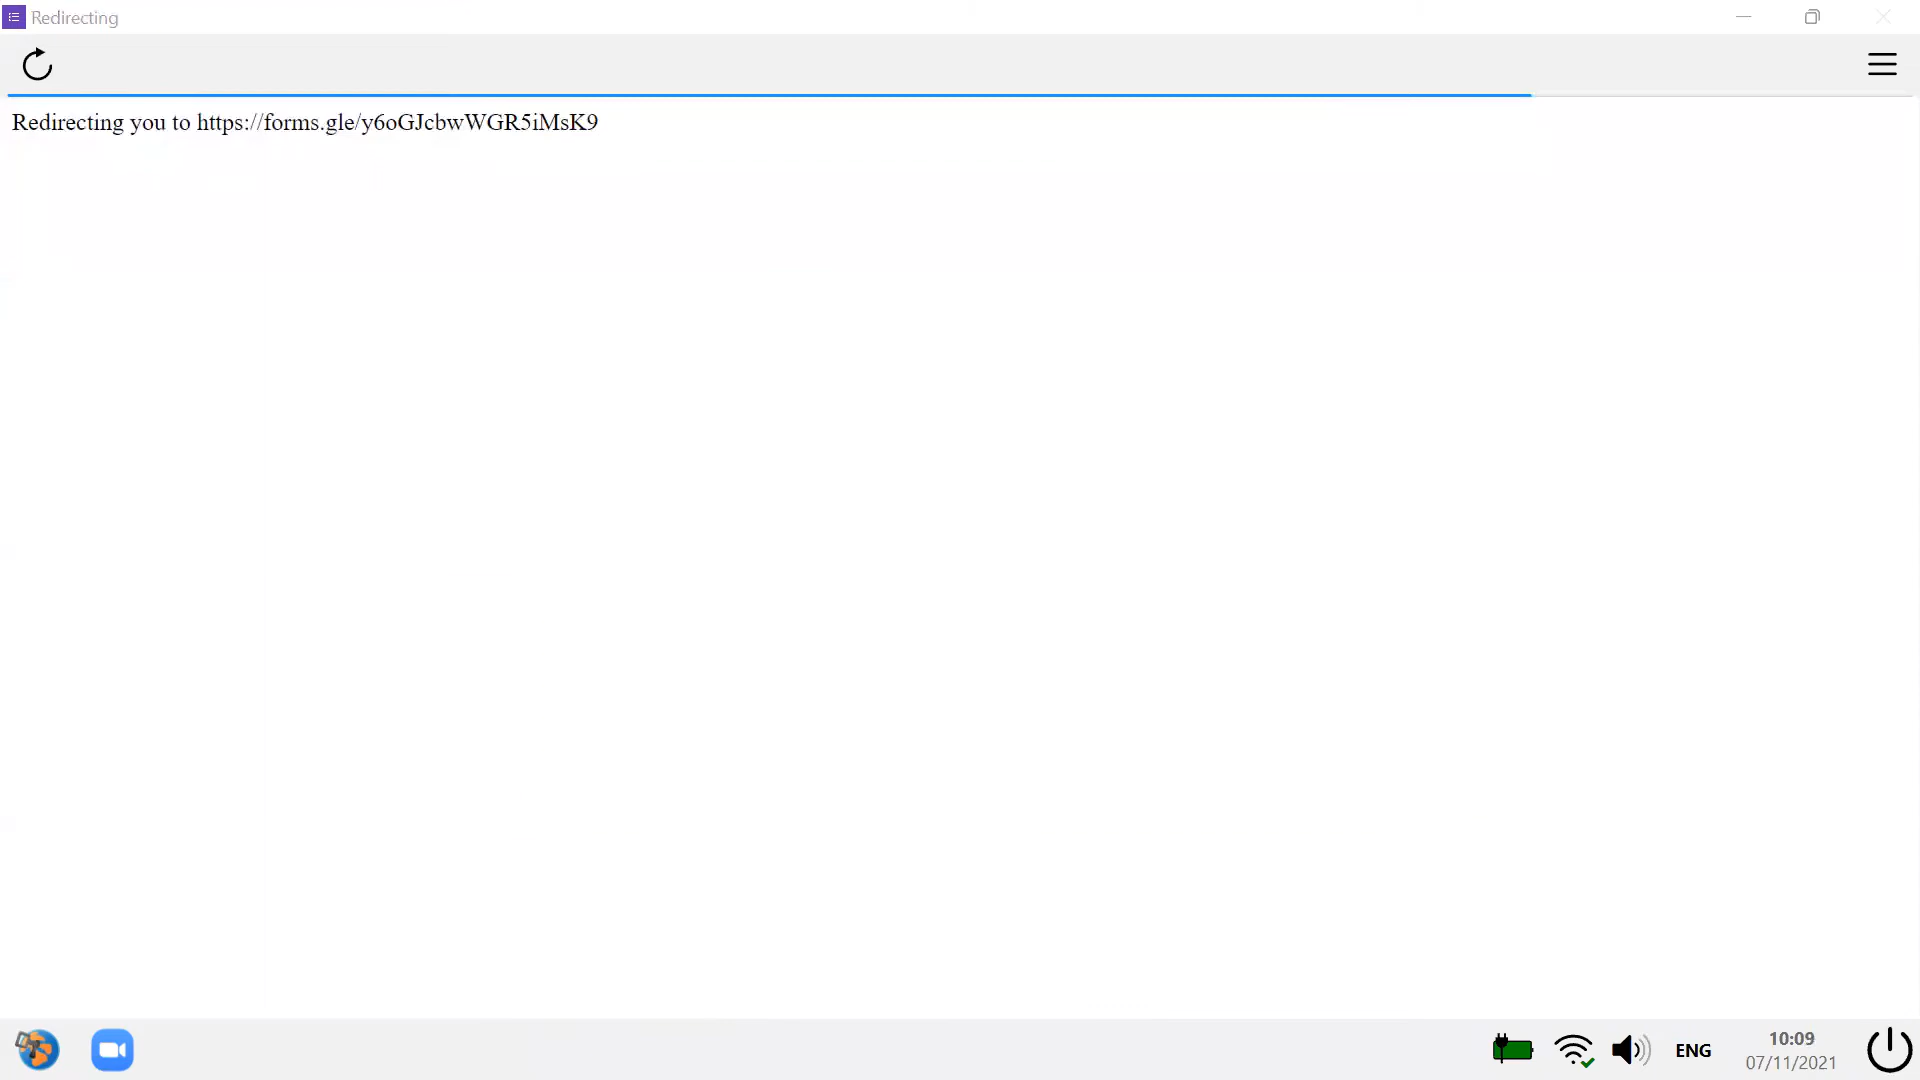 Redirecting
Redirecting you to https://forms.gle/y6oGJcbwWGR5iMsK9
ENG
10:09
07/11/2021